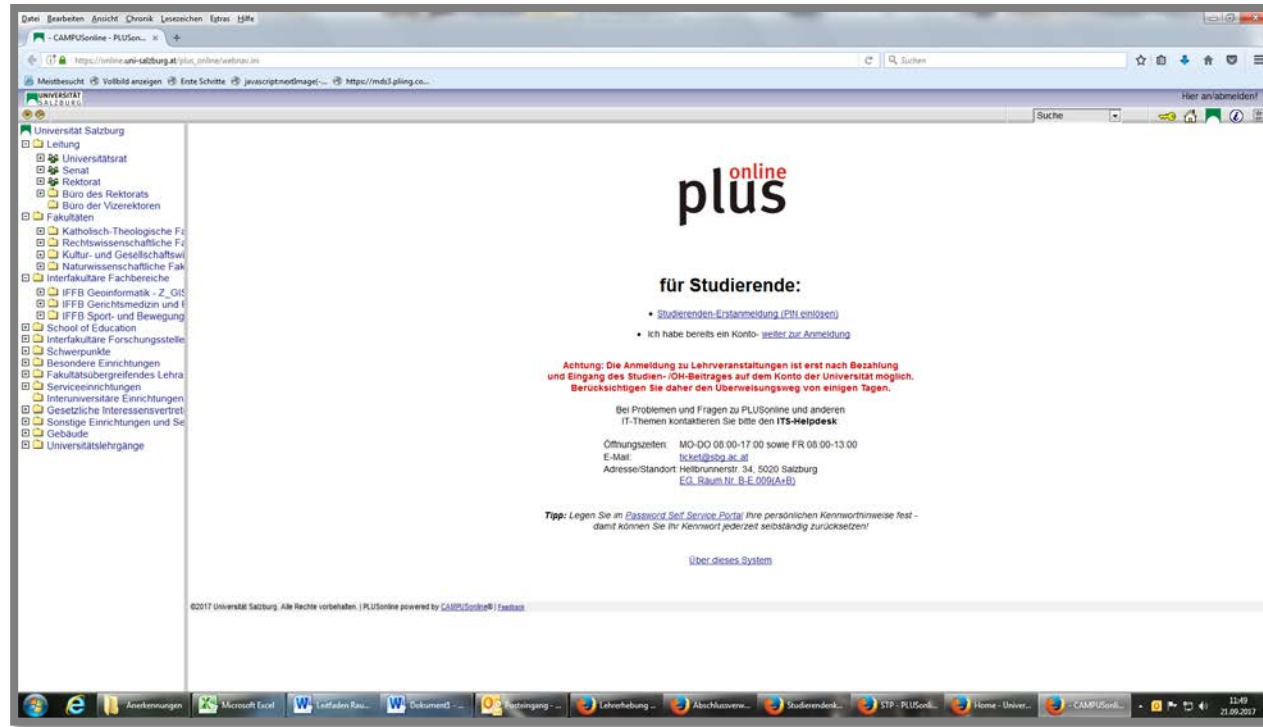 Datei Bearbeiten Ansicht Chronik Lesezeichen Extras Hilfe
- CAMPUSonline - PLUSon... × +
https://online.uni-salzburg.at/plus_online/webnav.ini
Suchen
Meistbesucht Vollbild anzeigen Erste Schritte javascript:nextImage(-... https://mds3.pliing.co...
UNIVERSITÄT SALZBURG
Hier an/abmelden!
Suche
Universität Salzburg
Leitung
Universitätsrat
Senat
Rektorat
Büro des Rektorats
Büro der Vizerektoren
Fakultäten
Katholisch-Theologische Fa
Rechtswissenschaftliche Fa
Kultur- und Gesellschaftswi
Naturwissenschaftliche Fak
Interfakultäre Fachbereiche
IFFB Geoinformatik - Z_GIS
IFFB Gerichtsmedizin und F
IFFB Sport- und Bewegung
School of Education
Interfakultäre Forschungsstelle
Schwerpunkte
Besondere Einrichtungen
Fakultätsübergreifendes Lehra
Serviceeinrichtungen
Interuniversitäre Einrichtungen
Gesetzliche Interessensvertret
Sonstige Einrichtungen und Se
Gebäude
Universitätslehrgänge
plus online
für Studierende:
• Studierenden-Erstanmeldung (PIN einlösen)
• Ich habe bereits ein Konto- weiter zur Anmeldung
Achtung: Die Anmeldung zu Lehrveranstaltungen ist erst nach Bezahlung
und Eingang des Studien- /ÖH-Beitrages auf dem Konto der Universität möglich.
Berücksichtigen Sie daher den Überweisungsweg von einigen Tagen.
Bei Problemen und Fragen zu PLUSonline und anderen
IT-Themen kontaktieren Sie bitte den ITS-Helpdesk
Öffnungszeiten: MO-DO 08:00-17:00 sowie FR 08:00-13:00
E-Mail: ticket@sbg.ac.at
Adresse/Standort: Hellbrunnerstr. 34, 5020 Salzburg
EG, Raum Nr. B-E.009(A+B)
Tipp: Legen Sie im Password Self Service Portal Ihre persönlichen Kennworthinweise fest -
damit können Sie Ihr Kennwort jederzeit selbständig zurücksetzen!
Über dieses System
©2017 Universität Salzburg. Alle Rechte vorbehalten. | PLUSonline powered by CAMPUSonline® | Feedback
Anerkennungen Microsoft Excel Leitfaden Rau... Dokument3 - ... Posteingang - ... Lehrerhebung ... Abschlussverw... Studierendenk... STP - PLUSonli... Home - Univer... - CAMPUSonli...
11:49
21.09.2017